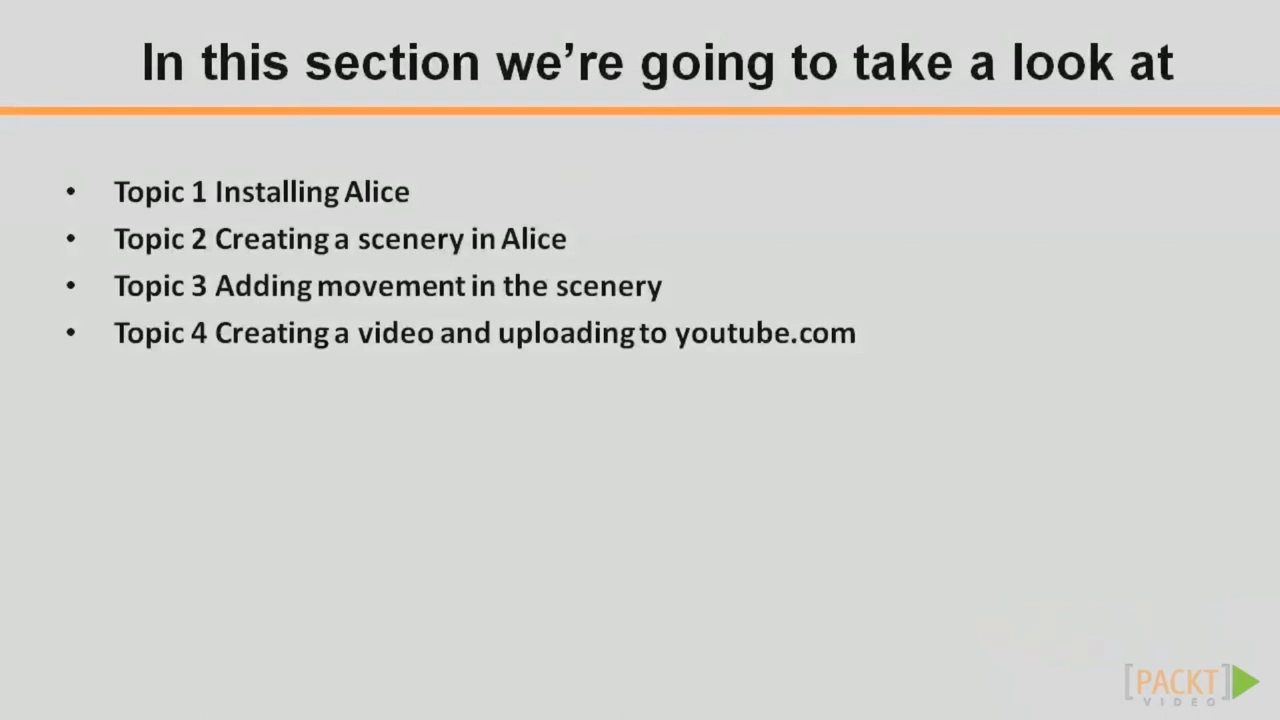 In this section we’re going to take a look at
• Topic 1 Installing Alice
• Topic 2 Creating a scenery in Alice
• Topic 3 Adding movement in the scenery
• Topic 4 Creating a video and uploading to youtube.com
[PACKT]
VIDEO